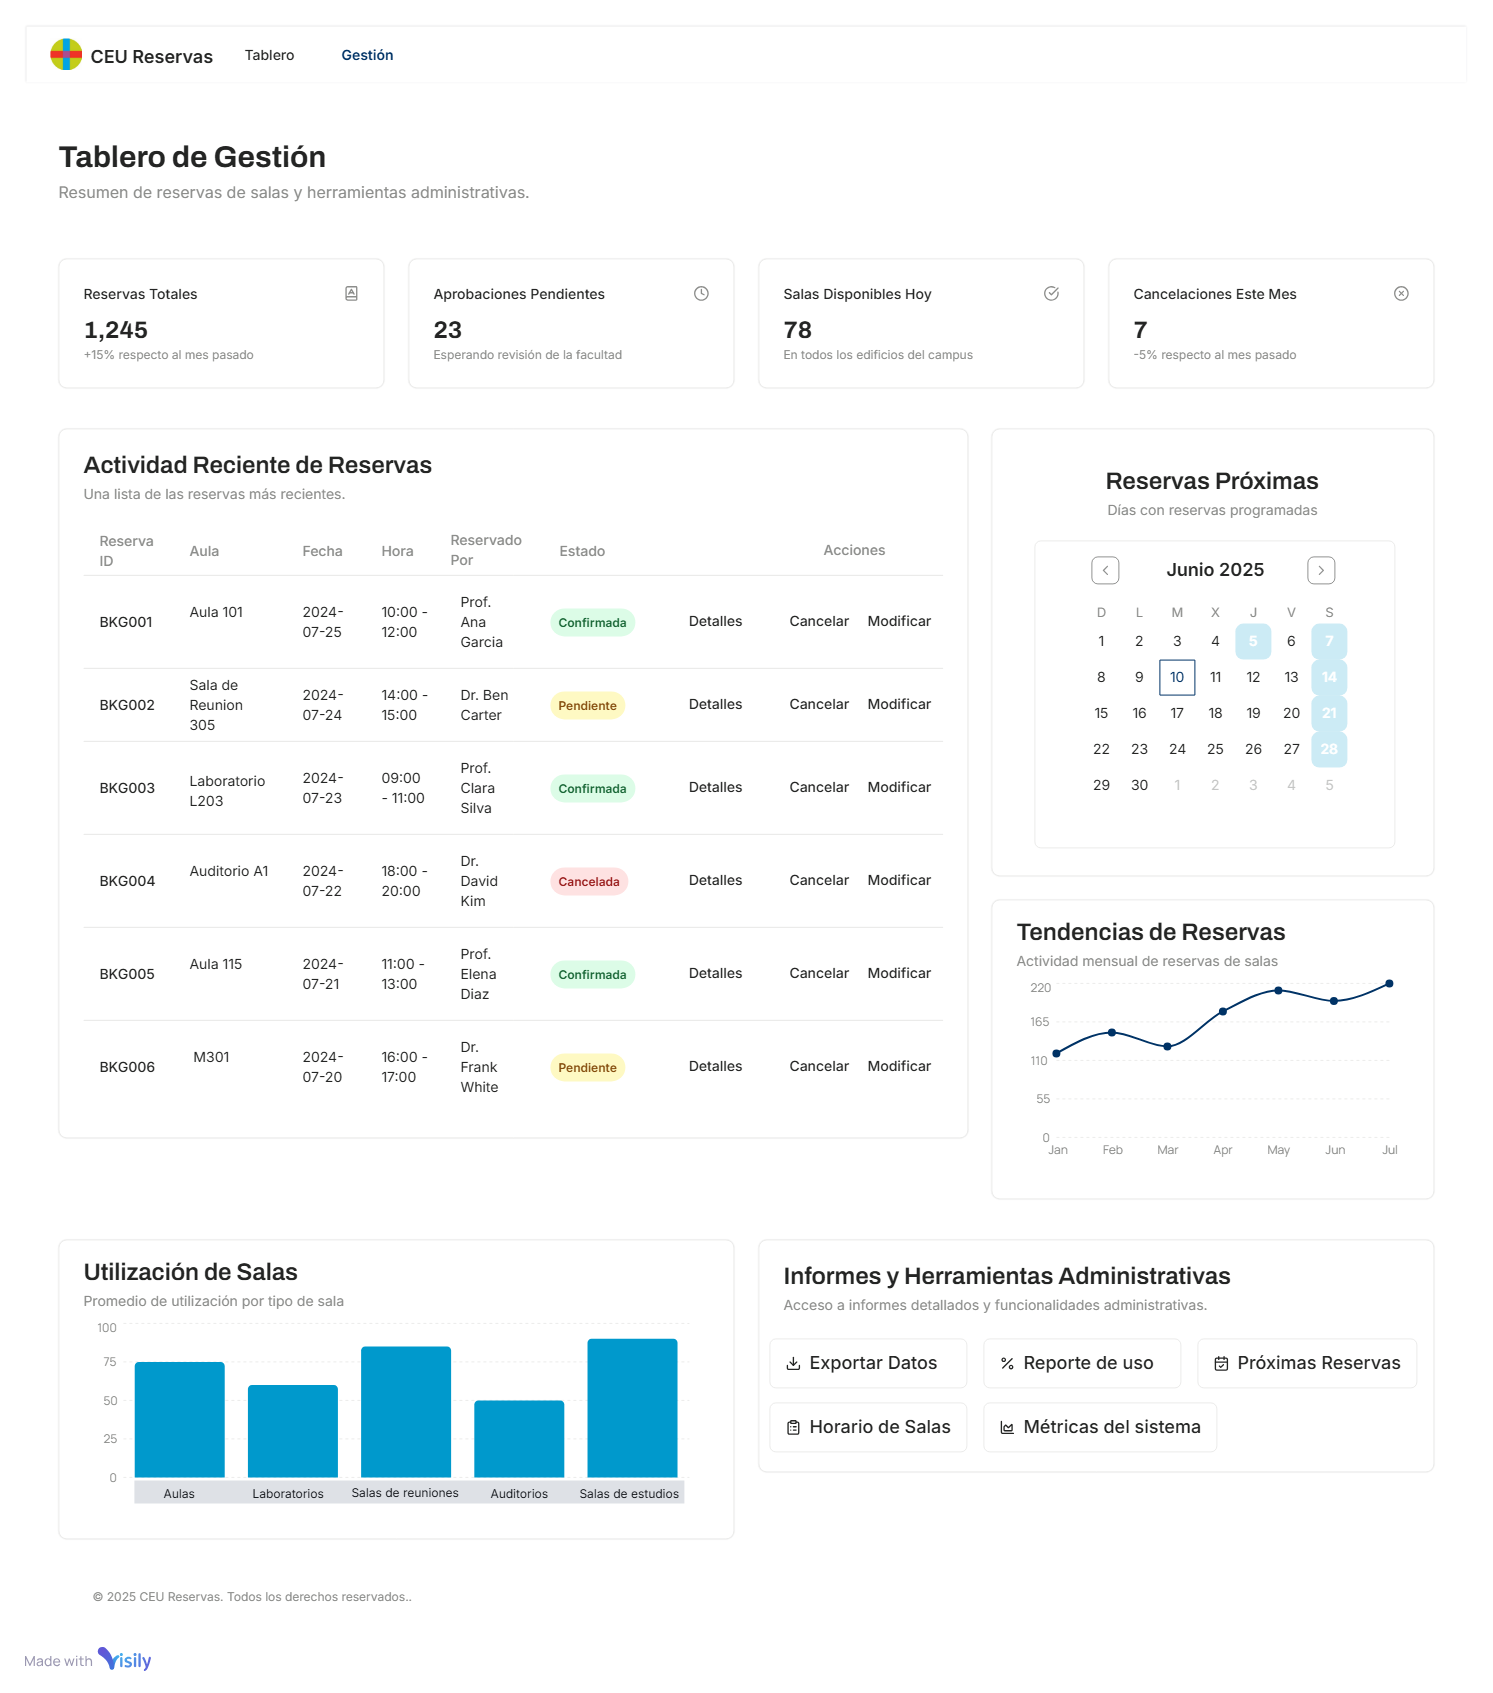 CEU Reservas
Tablero
Gestión
Tablero de Gestión
Resumen de reservas de salas y herramientas administrativas.
Reservas Totales
1,245
+15% respecto al mes pasado
Aprobaciones Pendientes
23
Esperando revisión de la facultad
Salas Disponibles Hoy
78
En todos los edificios del campus
Cancelaciones Este Mes
7
-5% respecto al mes pasado
Actividad Reciente de Reservas
Una lista de las reservas más recientes.
Reserva
ID
Aula
Fecha
Hora
Reservado
Por
Estado
Acciones
BKG001
Aula 101
2024-
07-25
10:00 -
12:00
Prof.
Ana
Garcia
Confirmada
Detalles
Cancelar
Modificar
BKG002
Sala de
Reunion
305
2024-
07-24
14:00 -
15:00
Dr. Ben
Carter
Pendiente
Detalles
Cancelar
Modificar
BKG003
Laboratorio
L203
2024-
07-23
09:00
- 11:00
Prof.
Clara
Silva
Confirmada
Detalles
Cancelar
Modificar
BKG004
Auditorio A1
2024-
07-22
18:00 -
20:00
Dr.
David
Kim
Cancelada
Detalles
Cancelar
Modificar
BKG005
Aula 115
2024-
07-21
11:00 -
13:00
Prof.
Elena
Diaz
Confirmada
Detalles
Cancelar
Modificar
BKG006
M301
2024-
07-20
16:00 -
17:00
Dr.
Frank
White
Pendiente
Detalles
Cancelar
Modificar
Reservas Próximas
Días con reservas programadas
Junio 2025
D L M X J V S
1 2 3 4 5 6 7
8 9 10 11 12 13 14
15 16 17 18 19 20 21
22 23 24 25 26 27 28
29 30 1 2 3 4 5
Tendencias de Reservas
Actividad mensual de reservas de salas
220
165
110
55
0
Jan Feb Mar Apr May Jun Jul
Utilización de Salas
Promedio de utilización por tipo de sala
100
75
50
25
0
Aulas Laboratorios Salas de reuniones Auditorios Salas de estudios
Informes y Herramientas Administrativas
Acceso a informes detallados y funcionalidades administrativas.
Exportar Datos
Reporte de uso
Próximas Reservas
Horario de Salas
Métricas del sistema
© 2025 CEU Reservas. Todos los derechos reservados..
Made with Visily